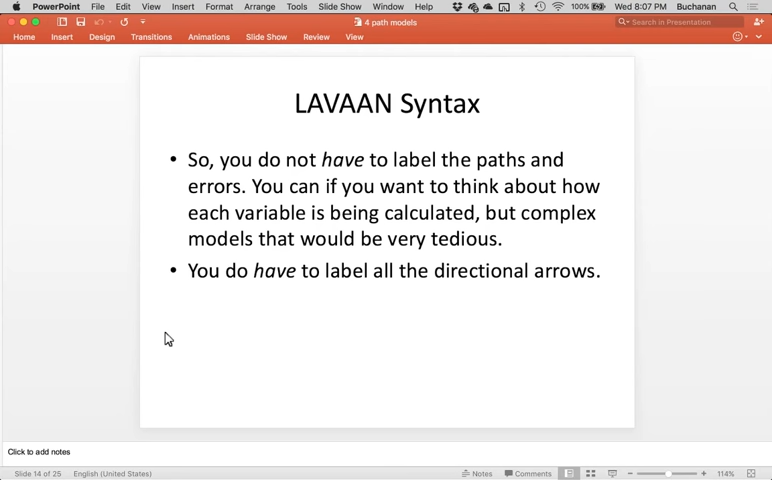 PowerPoint File Edit View Insert Format Arrange Tools Slide Show Window Help 100% Wed 8:07 PM Buchanan
4 path models
Search in Presentation
Home Insert Design Transitions Animations Slide Show Review View
LAVAAN Syntax
• So, you do not have to label the paths and
errors. You can if you want to think about how
each variable is being calculated, but complex
models that would be very tedious.
• You do have to label all the directional arrows.
Click to add notes
Slide 14 of 25 English (United States) Notes Comments 114%